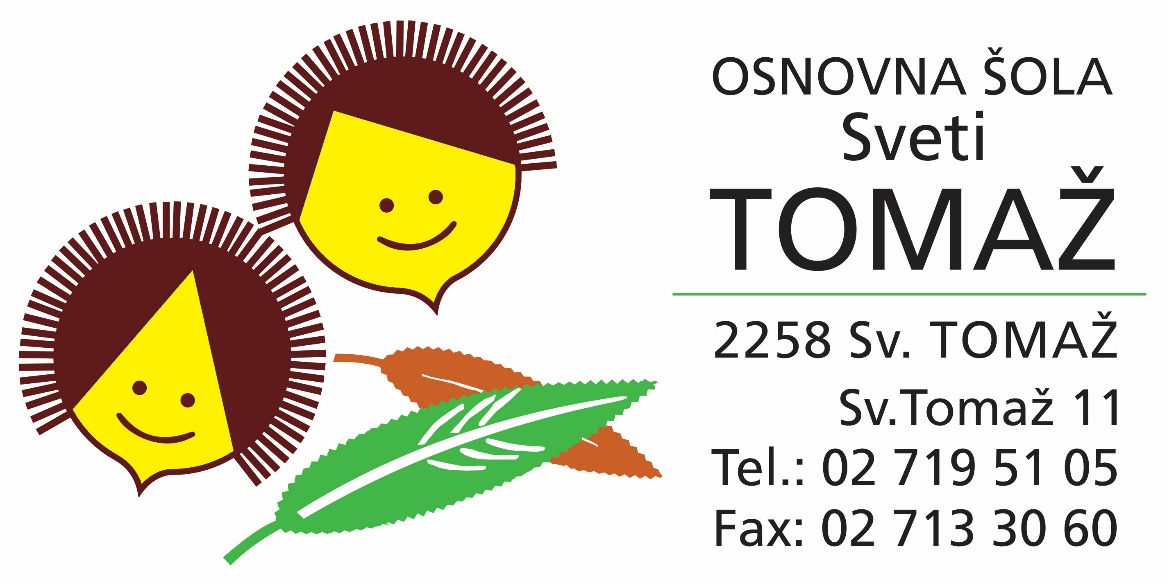 OSNOVNA ŠOLA
Sveti
TOMAŽ
2258 Sv. TOMAŽ
Sv.Tomaž 11
Tel.: 02 719 51 05
Fax: 02 713 30 60